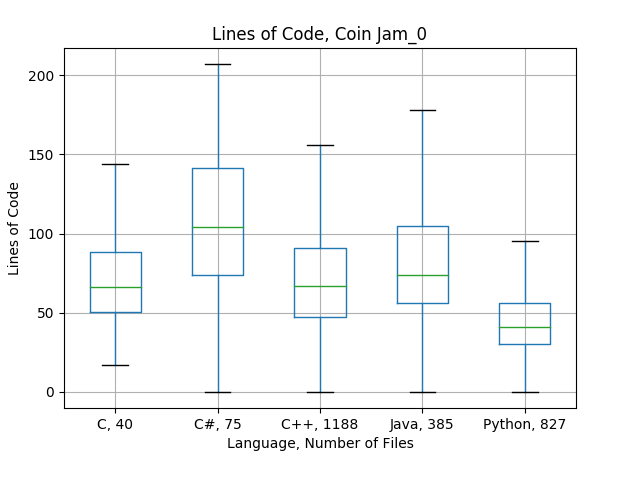 Lines of Code, Coin Jam_0
Lines of Code
200
150
100
50
0
C, 40
C#, 75
C++, 1188
Java, 385
Python, 827
Language, Number of Files